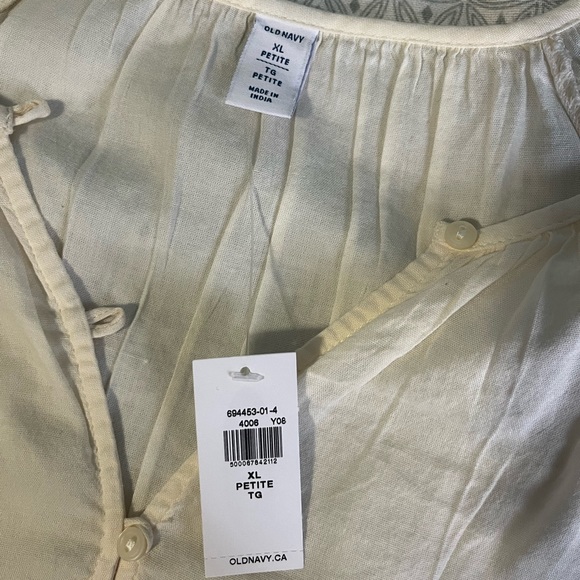 OLD NAVY
XL
PETITE
TG
PETITE
MADE IN
INDIA
694453-01-4
4006 Y08
500067842112
XL
PETITE
TG
OLDNAVY.CA